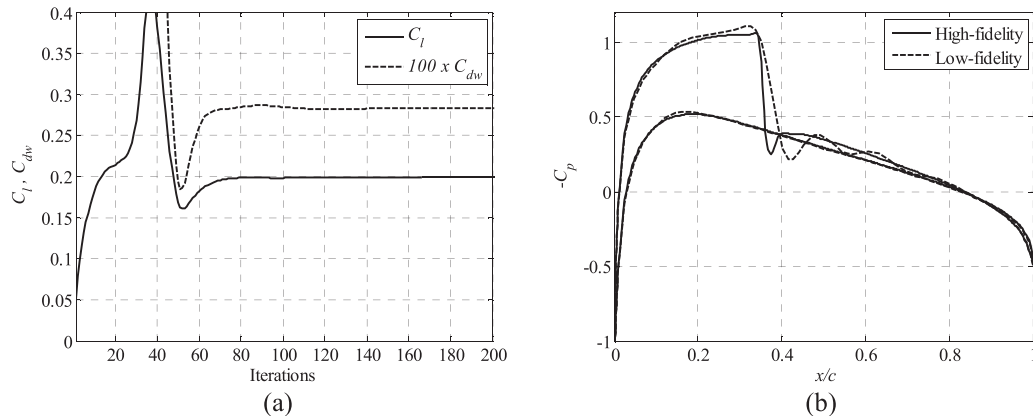 0.4
0.35
0.3
0.25
0.2
0.15
0.1
0.05
0
C_l , C_dw
C_l
100 x C_dw
20 40 60 80 100 120 140 160 180 200
Iterations
(a)
1
0.5
0
-0.5
-1
-C_p
High-fidelity
Low-fidelity
0 0.2 0.4 0.6 0.8 1
x/c
(b)